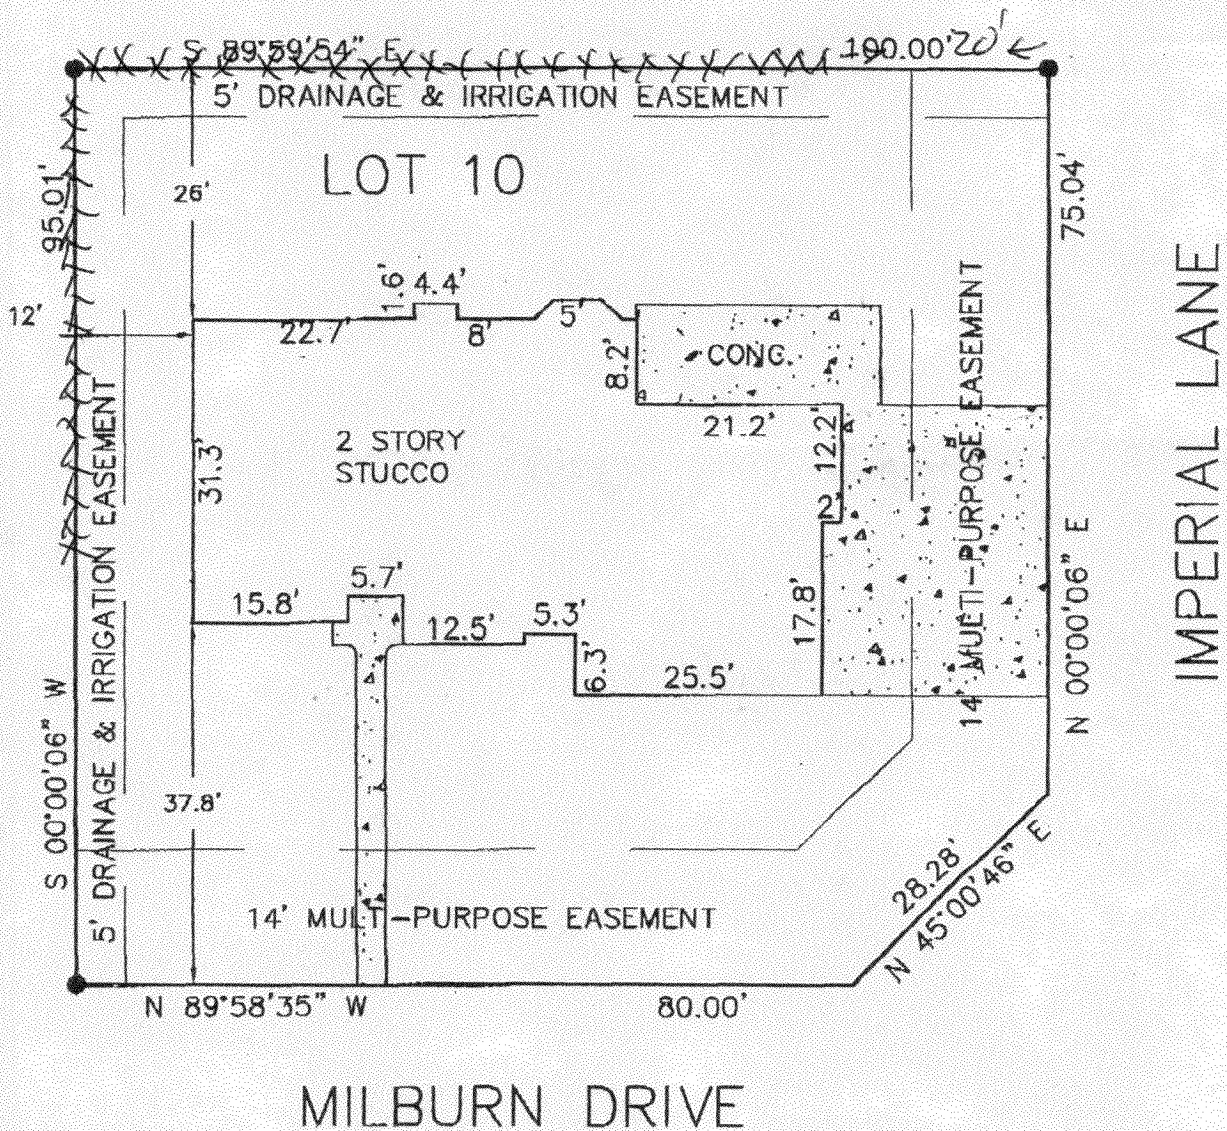 S 89°59'54" E 100.00' 20'
5' DRAINAGE & IRRIGATION EASEMENT
LOT 10
95.01'
26'
75.04'
12'
1.6'
4.4'
22.7'
8'
5'
8.2'
CONC.
21.2'
12.2'
2'
14' MULTI-PURPOSE EASEMENT
IMPERIAL LANE
2 STORY
STUCCO
31.3'
5' DRAINAGE & IRRIGATION EASEMENT
15.8'
5.7'
12.5'
5.3'
6.3'
25.5'
17.8'
N 00°00'06" E
S 00°00'06" W
37.8'
28.28'
N 45°00'46" E
14' MULTI-PURPOSE EASEMENT
N 89°58'35" W
80.00'
MILBURN DRIVE